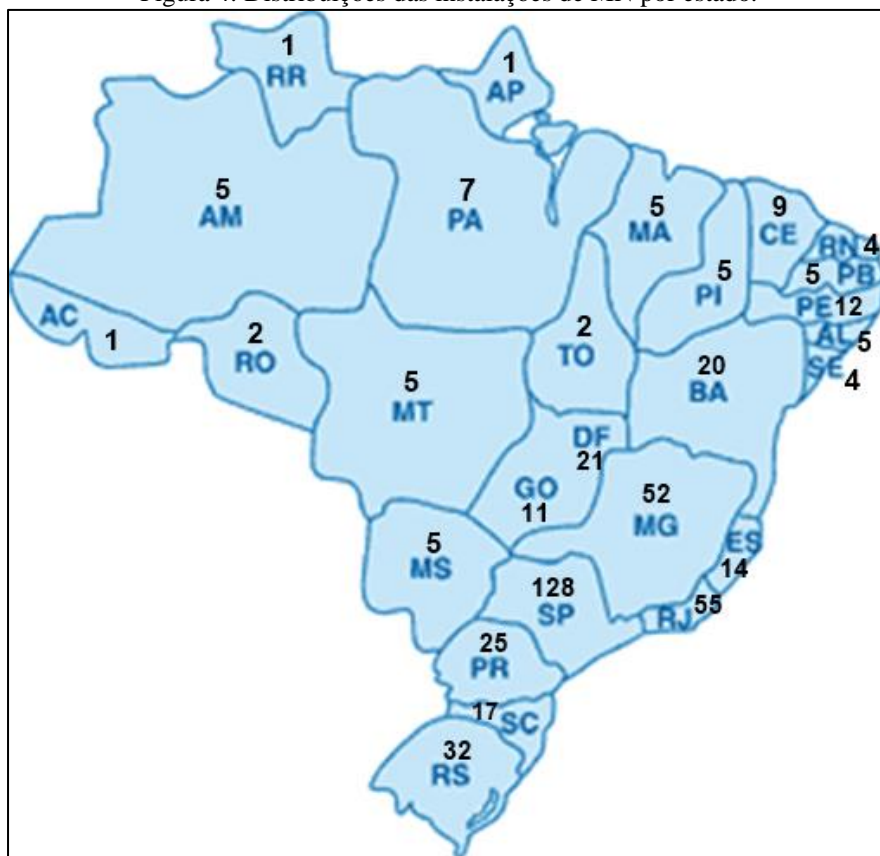 Figura 4: Distribuições das instalações de MN por estado.
1
RR
1
AP
5
AM
7
PA
5
MA
9
CE
RN 4
5 PB
5
PI
PE 12
AL
5
SE
4
AC
1
2
RO
2
TO
20
BA
5
MT
DF
21
GO
11
52
MG
ES
14
5
MS
128
SP
55
RJ
25
PR
17 SC
32
RS